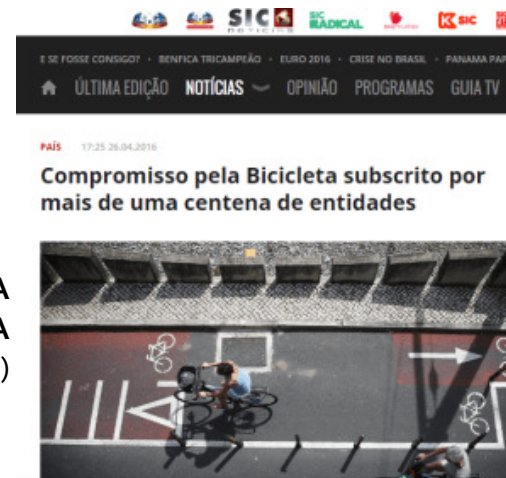 SIC
NOTÍCIAS
SIC
RADICAL
K SIC
E SE FOSSE CONSIGO? · BENFICA TRICAMPEÃO · EURO 2016 · CRISE NO BRASIL · PANAMA PAP
ÚLTIMA EDIÇÃO NOTÍCIAS OPINIÃO PROGRAMAS GUIA TV
PAÍS 17:25 26.04.2016
Compromisso pela Bicicleta subscrito por
mais de uma centena de entidades
A
A
)